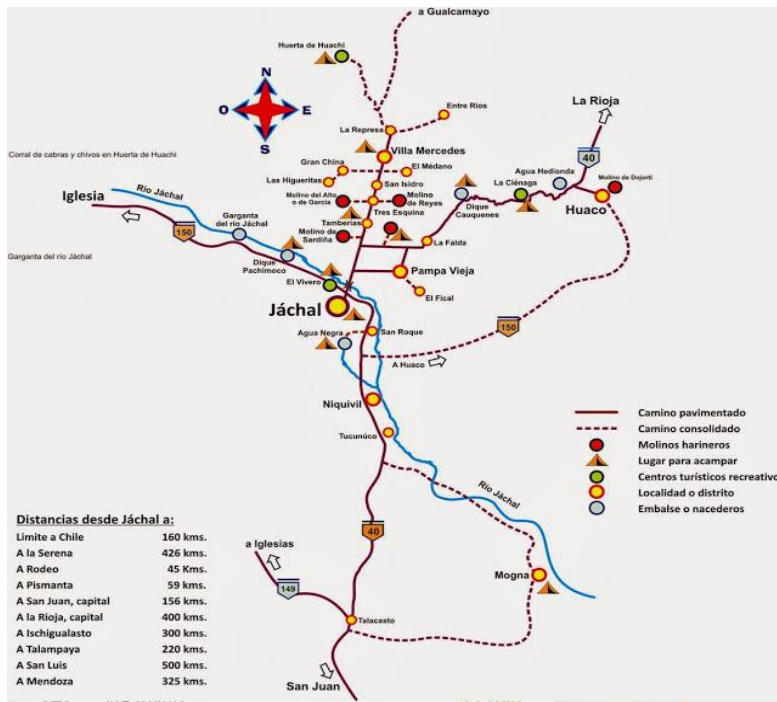 a Gualcamayo
Huerta de Huachi
N
O
E
S
Entre Rios
La Represa
La Rioja
40
Villa Mercedes
Corral de cabras y chivos en Huerta de Huachi
Gran China
El Médano
Agua Hedionda
La Ciénaga
Molino de Dojorti
Las Higueritas
San Isidro
Iglesia
Río Jáchal
Molino del Alto
o de García
Molino
de Reyes
Dique
Cauquenes
Huaco
Tres Esquina
Garganta
del río Jáchal
150
Tamberías
Molino de
Sardiña
La Falda
Garganta del río Jáchal
Dique
Pachimoco
Pampa Vieja
El Vivero
El Fical
Jáchal
150
Agua Negra
San Roque
A Huaco
Niquivil
Camino pavimentado
Camino consolidado
Tucunúco
Molinos harineros
Lugar para acampar
Centros turísticos recreativo
Localidad o distrito
Embalse o nacederos
Río Jáchal
Distancias desde Jáchal a:
Limite a Chile 160 kms.
A la Serena 426 kms.
A Rodeo 45 Kms.
A Pismanta 59 kms.
A San Juan, capital 156 kms.
A la Rioja, capital 400 kms.
A Ischigualasto 300 kms.
A Talampaya 220 kms.
A San Luis 500 kms.
A Mendoza 325 kms.
40
a Iglesias
149
Mogna
Talacasto
San Juan